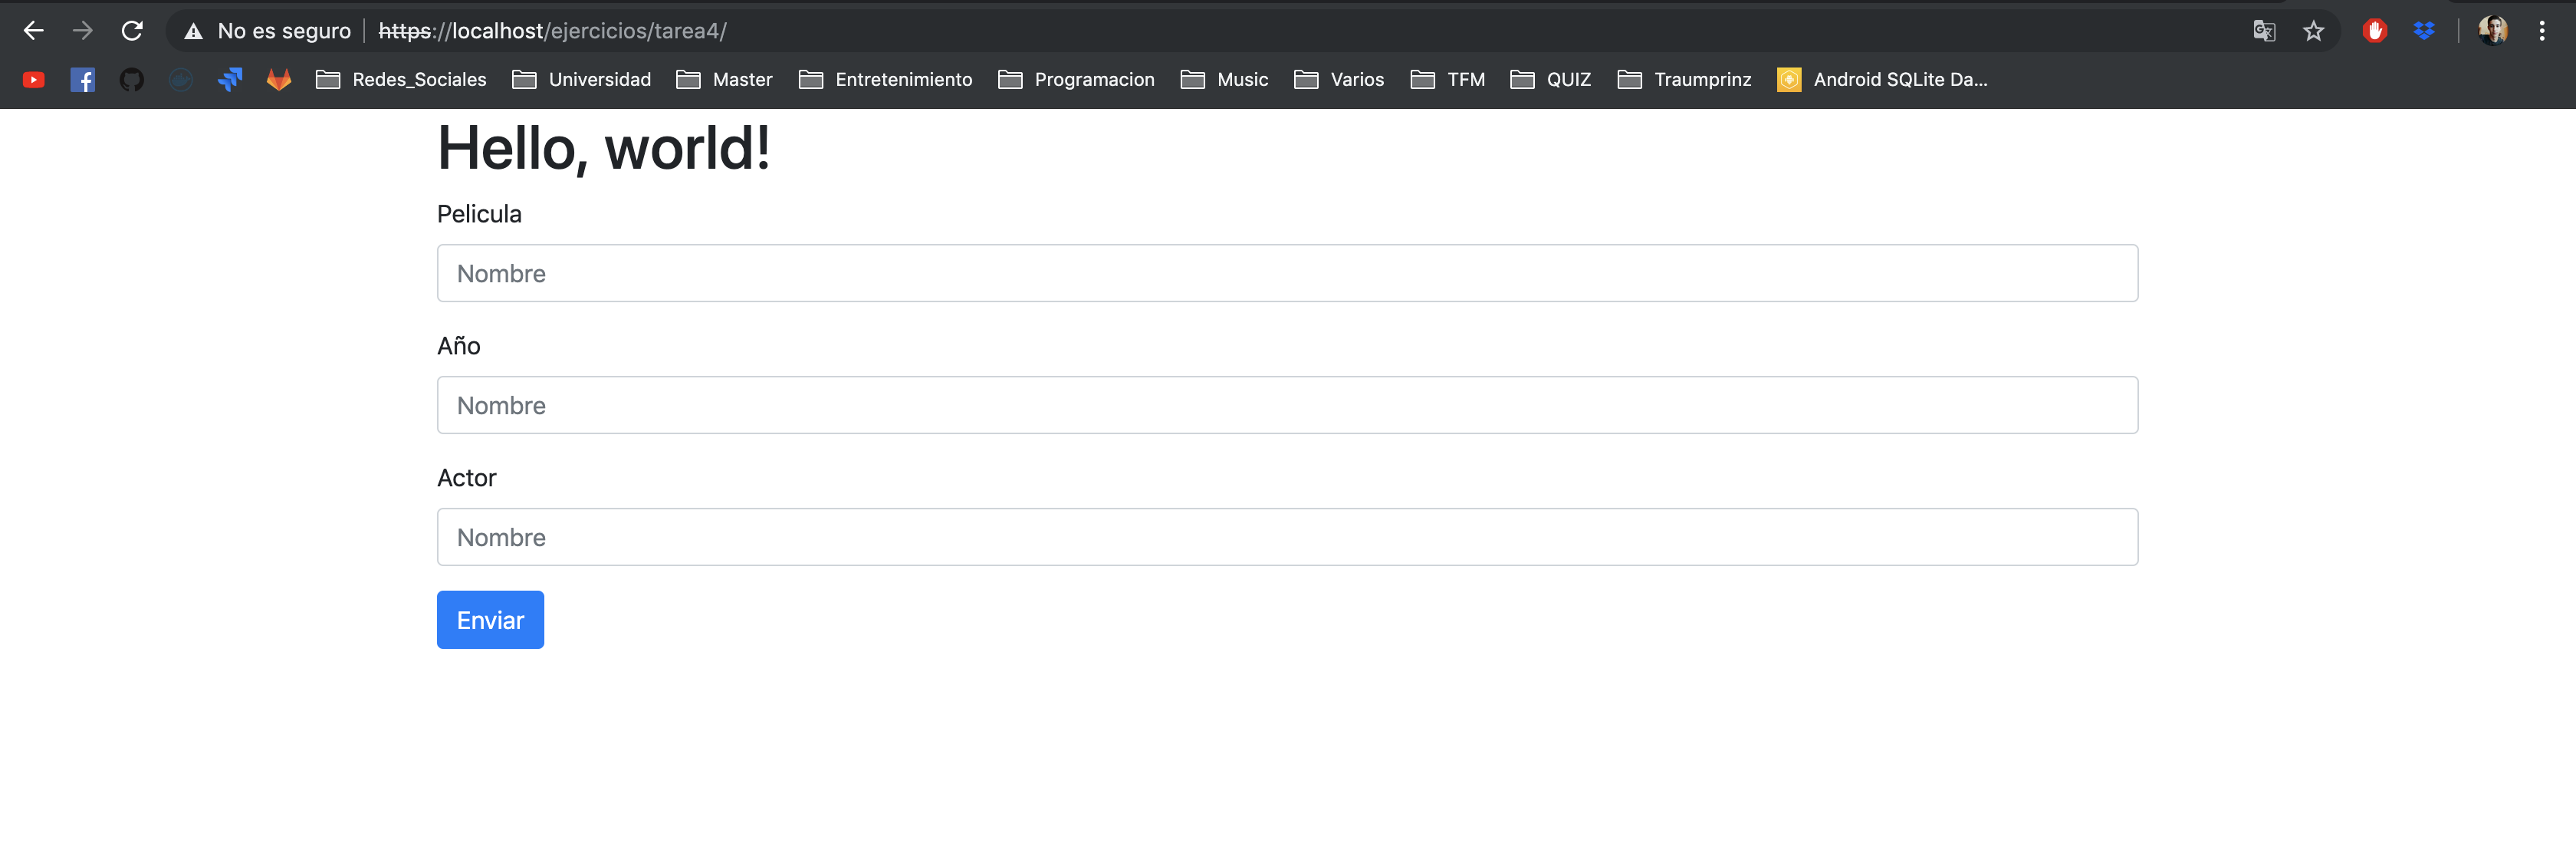 No es seguro | https://localhost/ejercicios/tarea4/
Redes_Sociales Universidad Master Entretenimiento Programacion Music Varios TFM QUIZ Traumprinz Android SQLite Da...
Hello, world!
Pelicula
Nombre
Año
Nombre
Actor
Nombre
Enviar